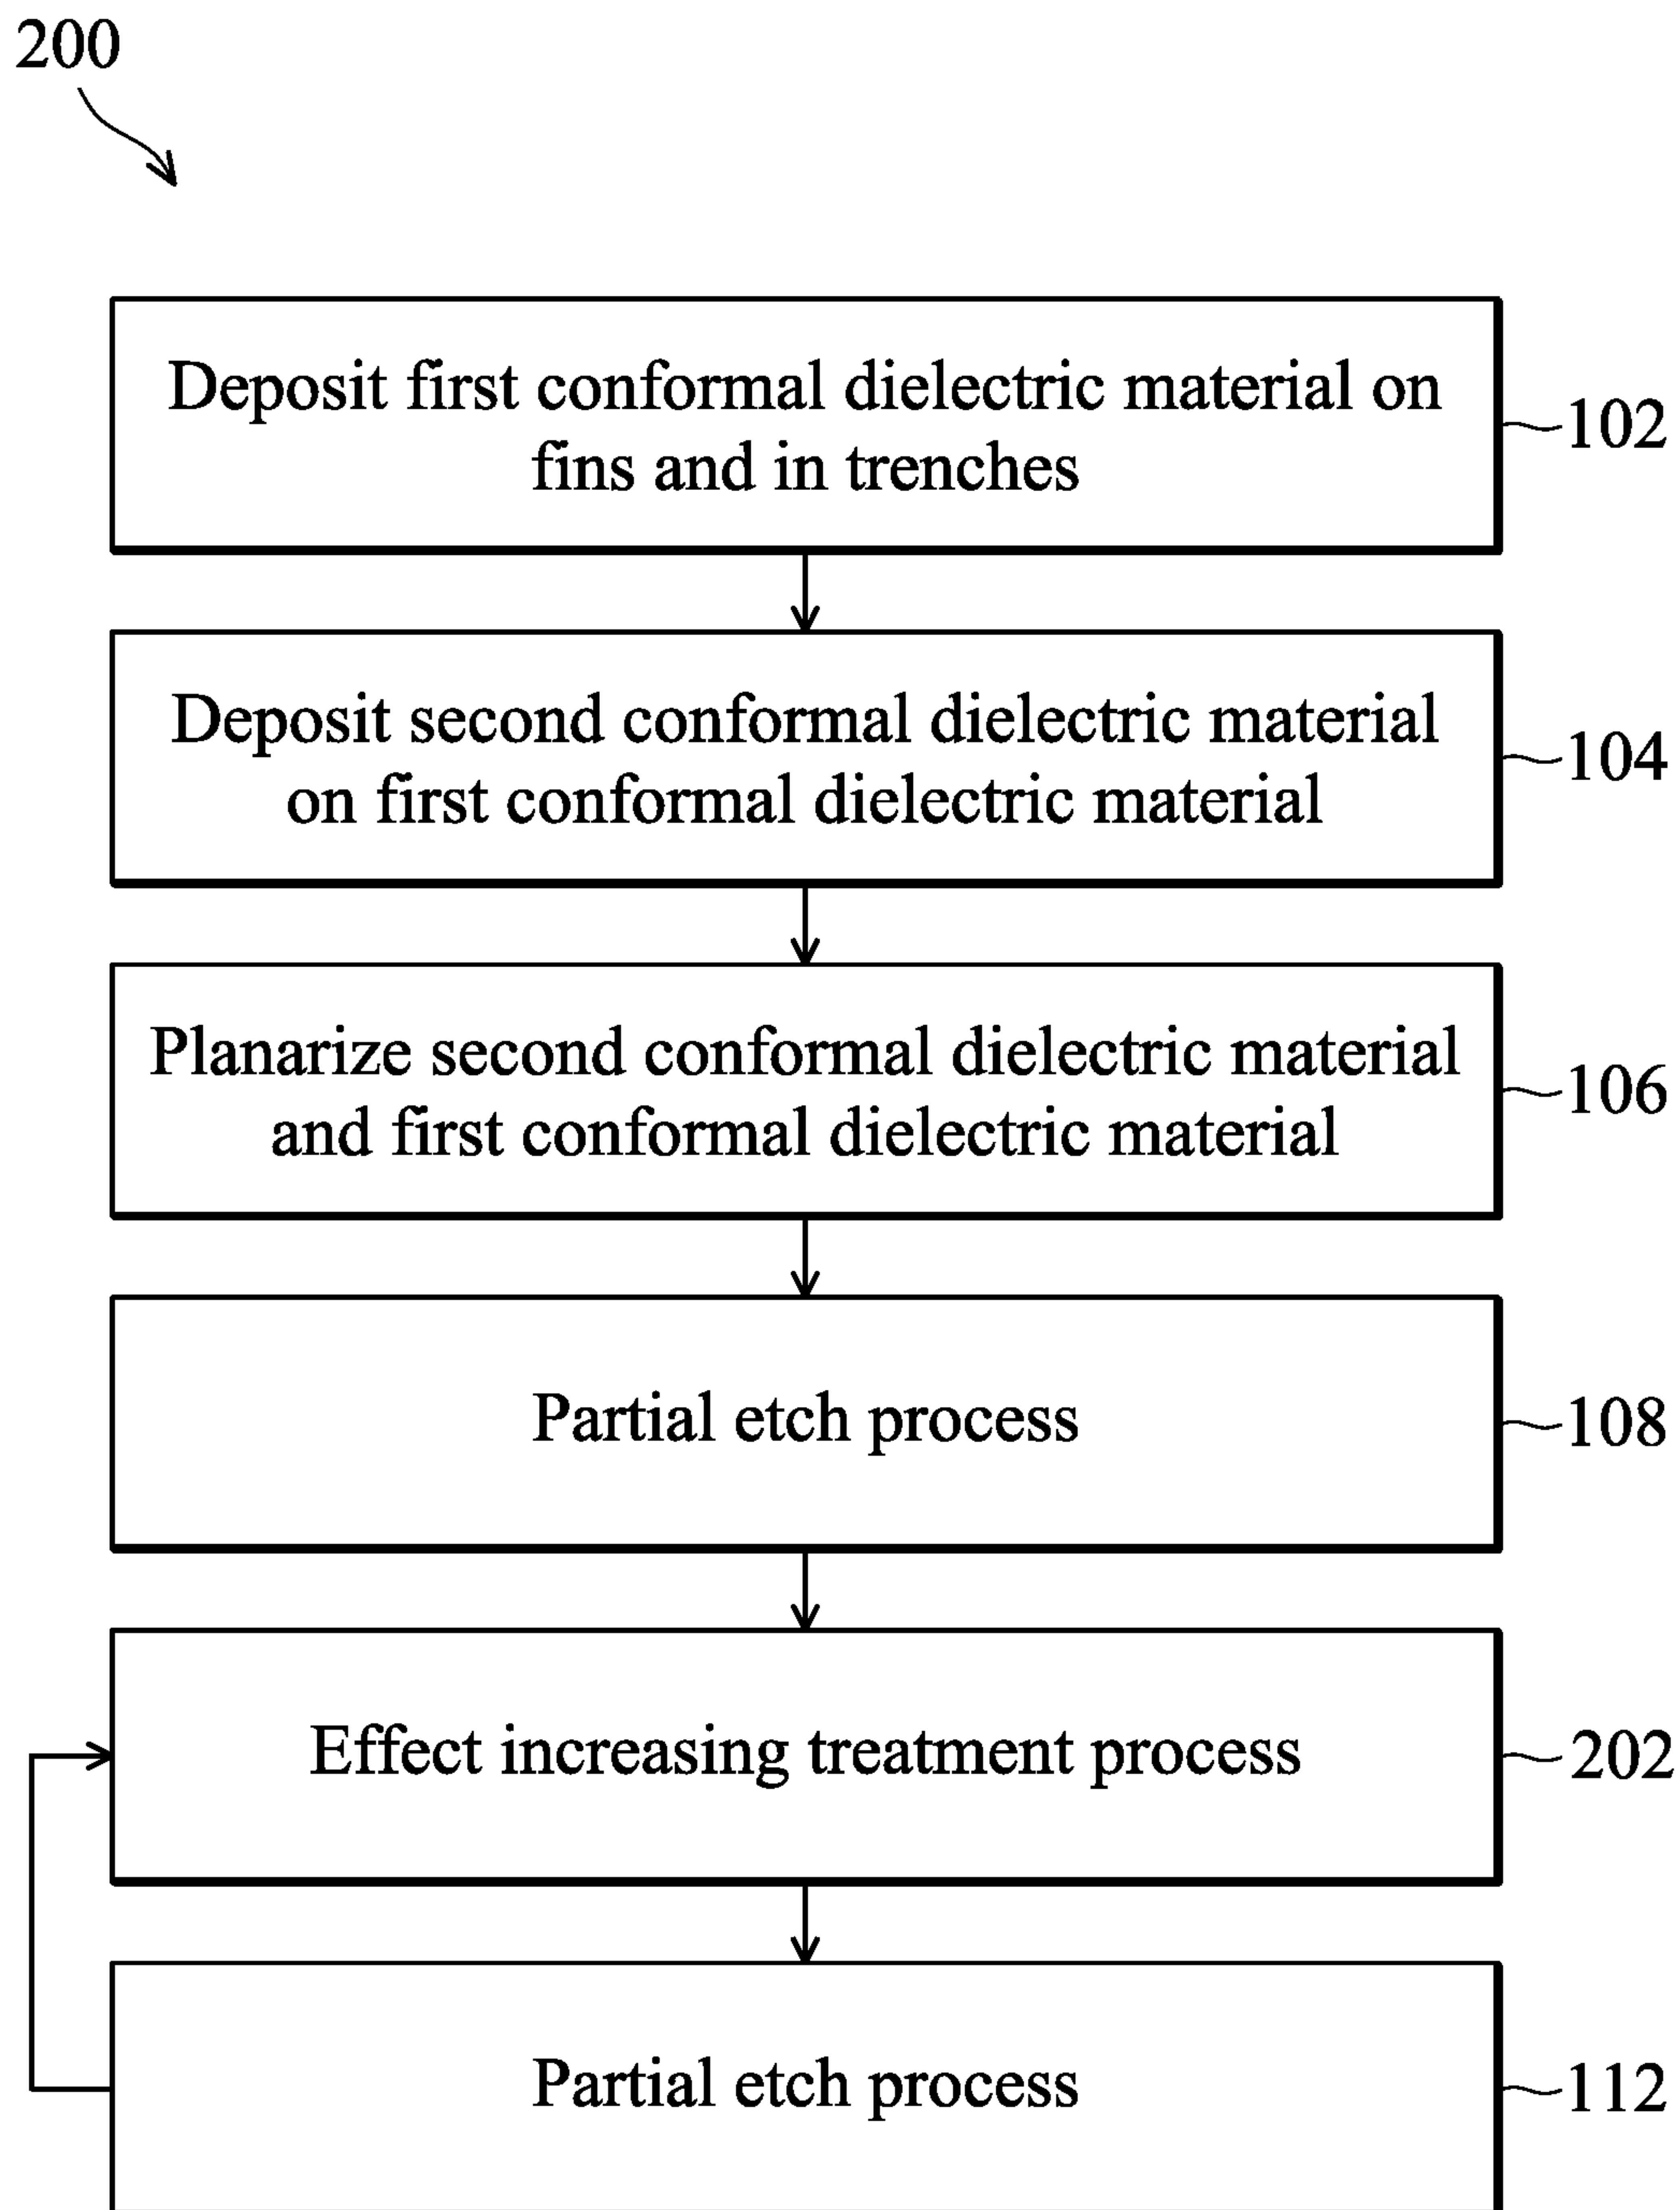 200
Deposit first conformal dielectric material on
fins and in trenches
102
Deposit second conformal dielectric material
on first conformal dielectric material
104
Planarize second conformal dielectric material
and first conformal dielectric material
106
Partial etch process
108
Effect increasing treatment process
202
Partial etch process
112